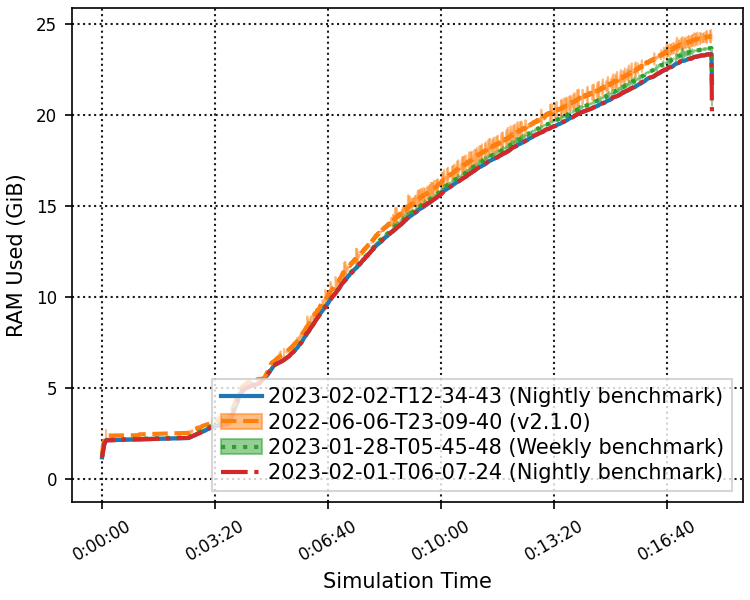 25
20
15
10
5
0
RAM Used (GiB)
2023-02-02-T12-34-43 (Nightly benchmark)
2022-06-06-T23-09-40 (v2.1.0)
2023-01-28-T05-45-48 (Weekly benchmark)
2023-02-01-T06-07-24 (Nightly benchmark)
0:00:00
0:03:20
0:06:40
0:10:00
0:13:20
0:16:40
Simulation Time